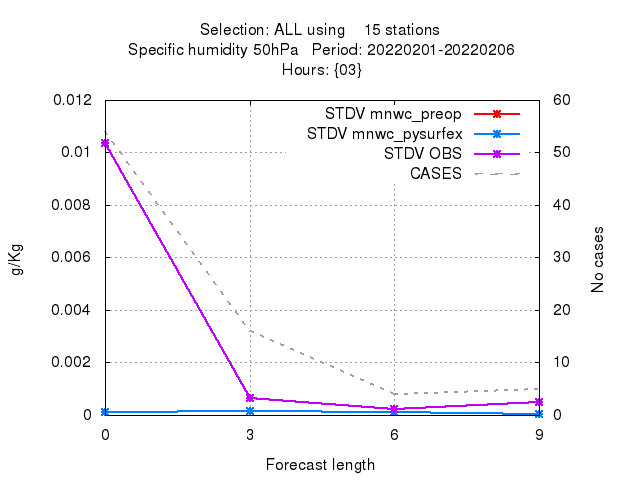 Selection: ALL using 15 stations
Specific humidity 50hPa Period: 20220201-20220206
Hours: {03}
STDV mnwc_preop
STDV mnwc_pysurfex
STDV OBS
CASES
0.012
0.01
0.008
0.006
0.004
0.002
0
60
50
40
30
20
10
0
g/Kg
No cases
0 3 6 9
Forecast length